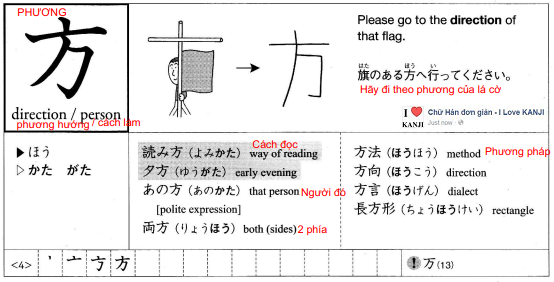 PHƯƠNG
方
direction / person
phương hướng / cách làm
Please go to the direction of
that flag.
はた ほう い
旗のある方へ行ってください。
Hãy đi theo phương của lá cờ
I ❤ KANJI
Chữ Hán đơn giản - I Love KANJI
Just now
▶ ほう
▷ かた がた
Cách đọc
読み方（よみかた） way of reading
夕方（ゆうがた） early evening
あの方（あのかた） that person Người đó
[polite expression]
両方（りょうほう） both (sides) 2 phía
方法（ほうほう） method Phương pháp
方向（ほうこう） direction
方言（ほうげん） dialect
長方形（ちょうほうけい） rectangle
<4> 丶 亠 方 方
! 万 (13)